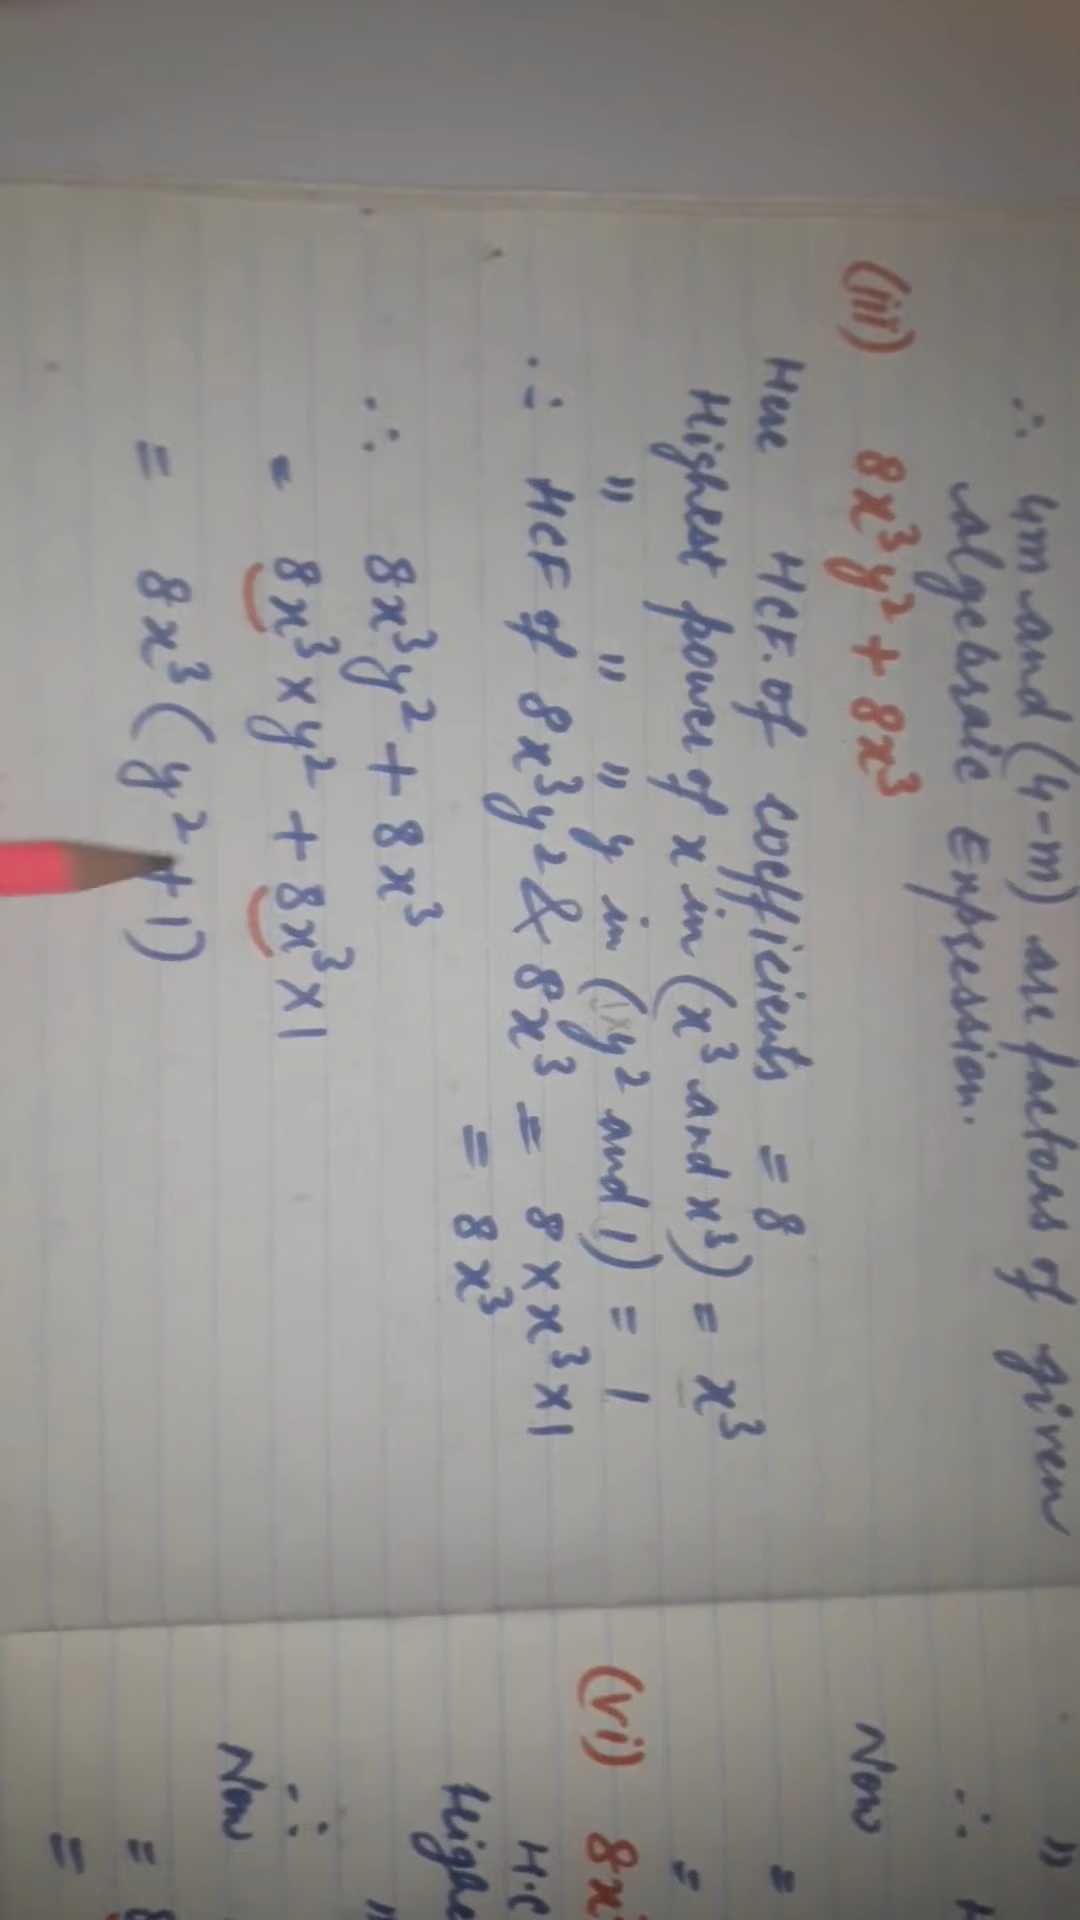 ∴ 4m and (4-m) are factors of given
algebraic Expression.
(iii) 8x³y² + 8x³
Here HCF. of coefficients = 8
Highest power of x in (x³ and x³) = x³
" " " y in (y² and 1) = 1
∴ HCF of 8x³y² & 8x³ = 8 × x³ × 1
= 8x³
∴ 8x³y² + 8x³
= 8x³ × y² + 8x³ × 1
= 8x³ (y² + 1)
"
∴ H
Now
=
=
(vi) 8x
H.C
Highe
"
∴
Now
= 8
=